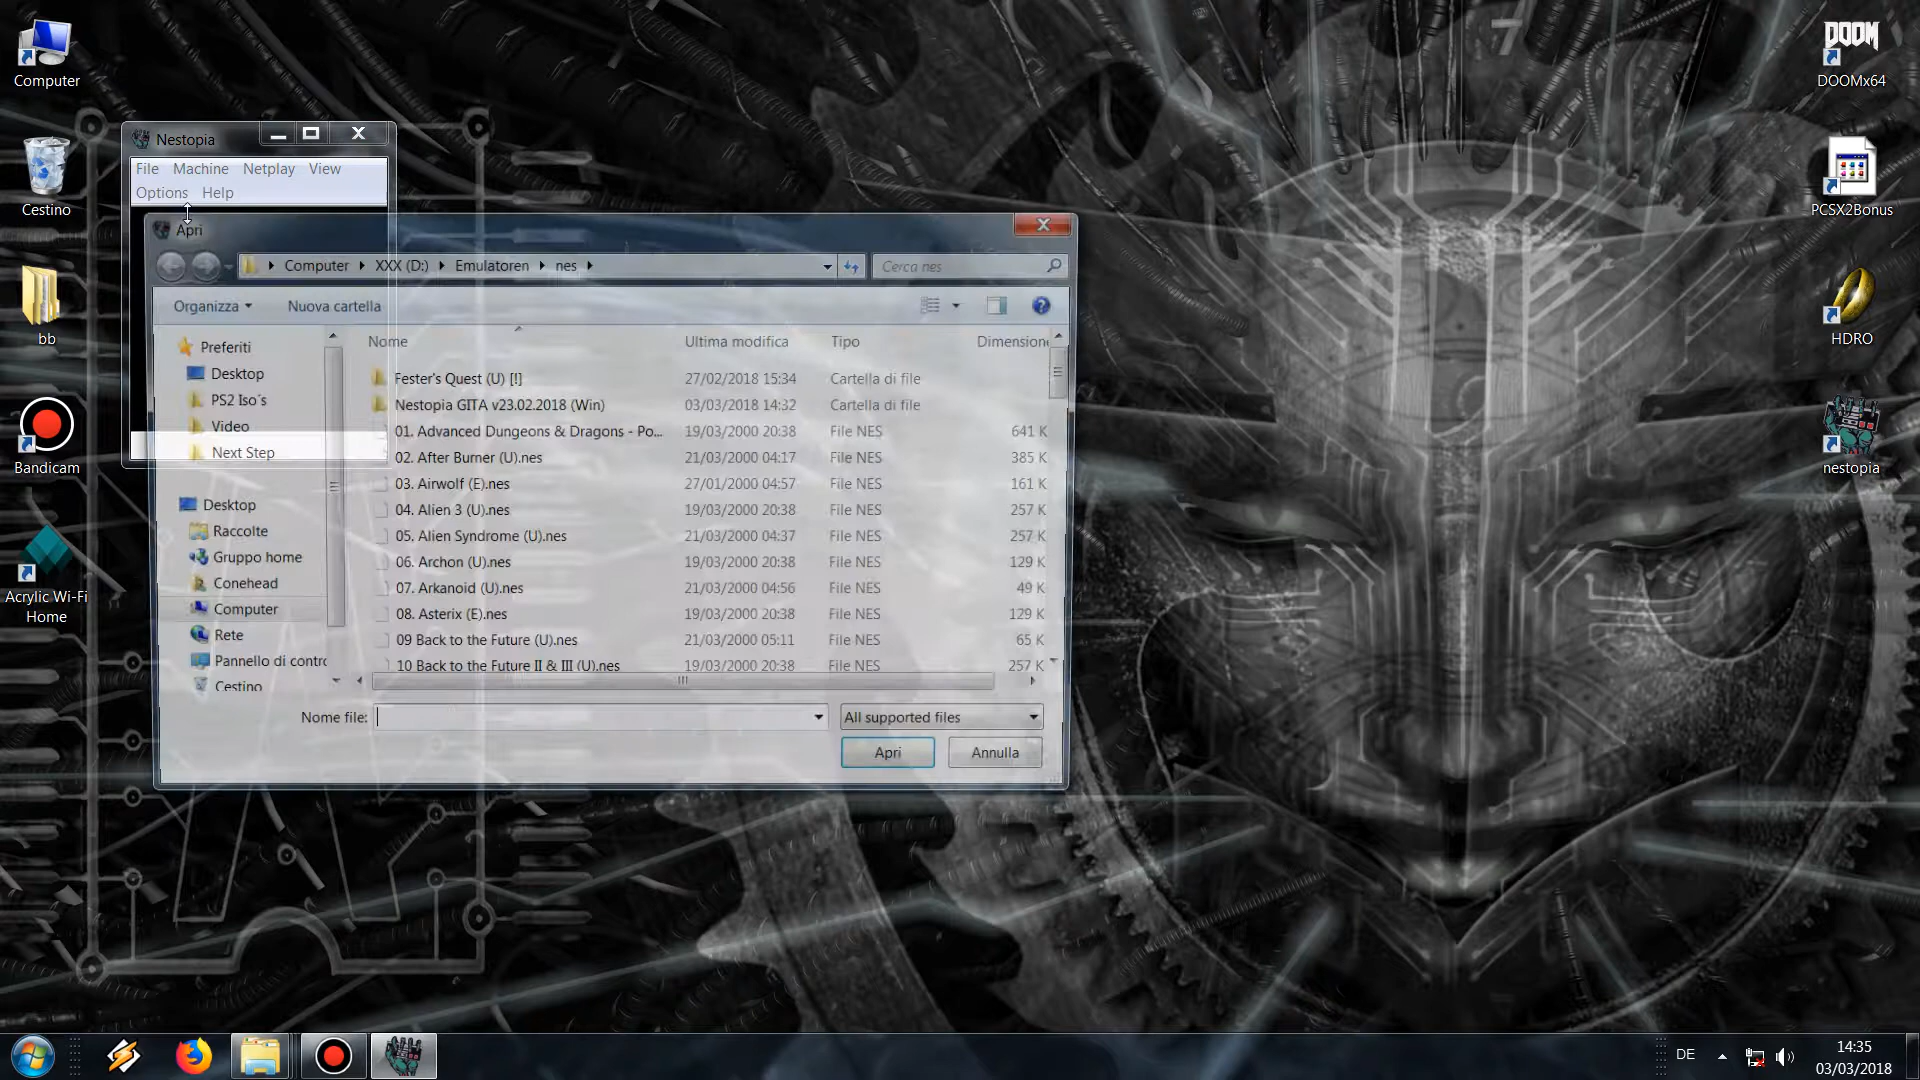 Computer
Cestino
bb
Bandicam
Acrylic Wi-Fi
Home
DOOM
DOOMx64
PCSX2Bonus
HDRO
nestopia
7
Nestopia
File Machine Netplay View
Options Help
Apri
Computer XXX (D:) Emulatoren nes
Cerca nes
Organizza Nuova cartella
Preferiti
Desktop
PS2 Iso´s
Video
Next Step
Desktop
Raccolte
Gruppo home
Conehead
Computer
Rete
Pannello di contro
Cestino
Nome Ultima modifica Tipo Dimensione
Fester's Quest (U) [!] 27/02/2018 15:34 Cartella di file
Nestopia GITA v23.02.2018 (Win) 03/03/2018 14:32 Cartella di file
01. Advanced Dungeons & Dragons - Po... 19/03/2000 20:38 File NES 641 K
02. After Burner (U).nes 21/03/2000 04:17 File NES 385 K
03. Airwolf (E).nes 27/01/2000 04:57 File NES 161 K
04. Alien 3 (U).nes 19/03/2000 20:38 File NES 257 K
05. Alien Syndrome (U).nes 21/03/2000 04:37 File NES 257 K
06. Archon (U).nes 19/03/2000 20:38 File NES 129 K
07. Arkanoid (U).nes 21/03/2000 04:56 File NES 49 K
08. Asterix (E).nes 19/03/2000 20:38 File NES 129 K
09 Back to the Future (U).nes 21/03/2000 05:11 File NES 65 K
10 Back to the Future II & III (U).nes 19/03/2000 20:38 File NES 257 K
Nome file: All supported files
Apri Annulla
DE
14:35
03/03/2018